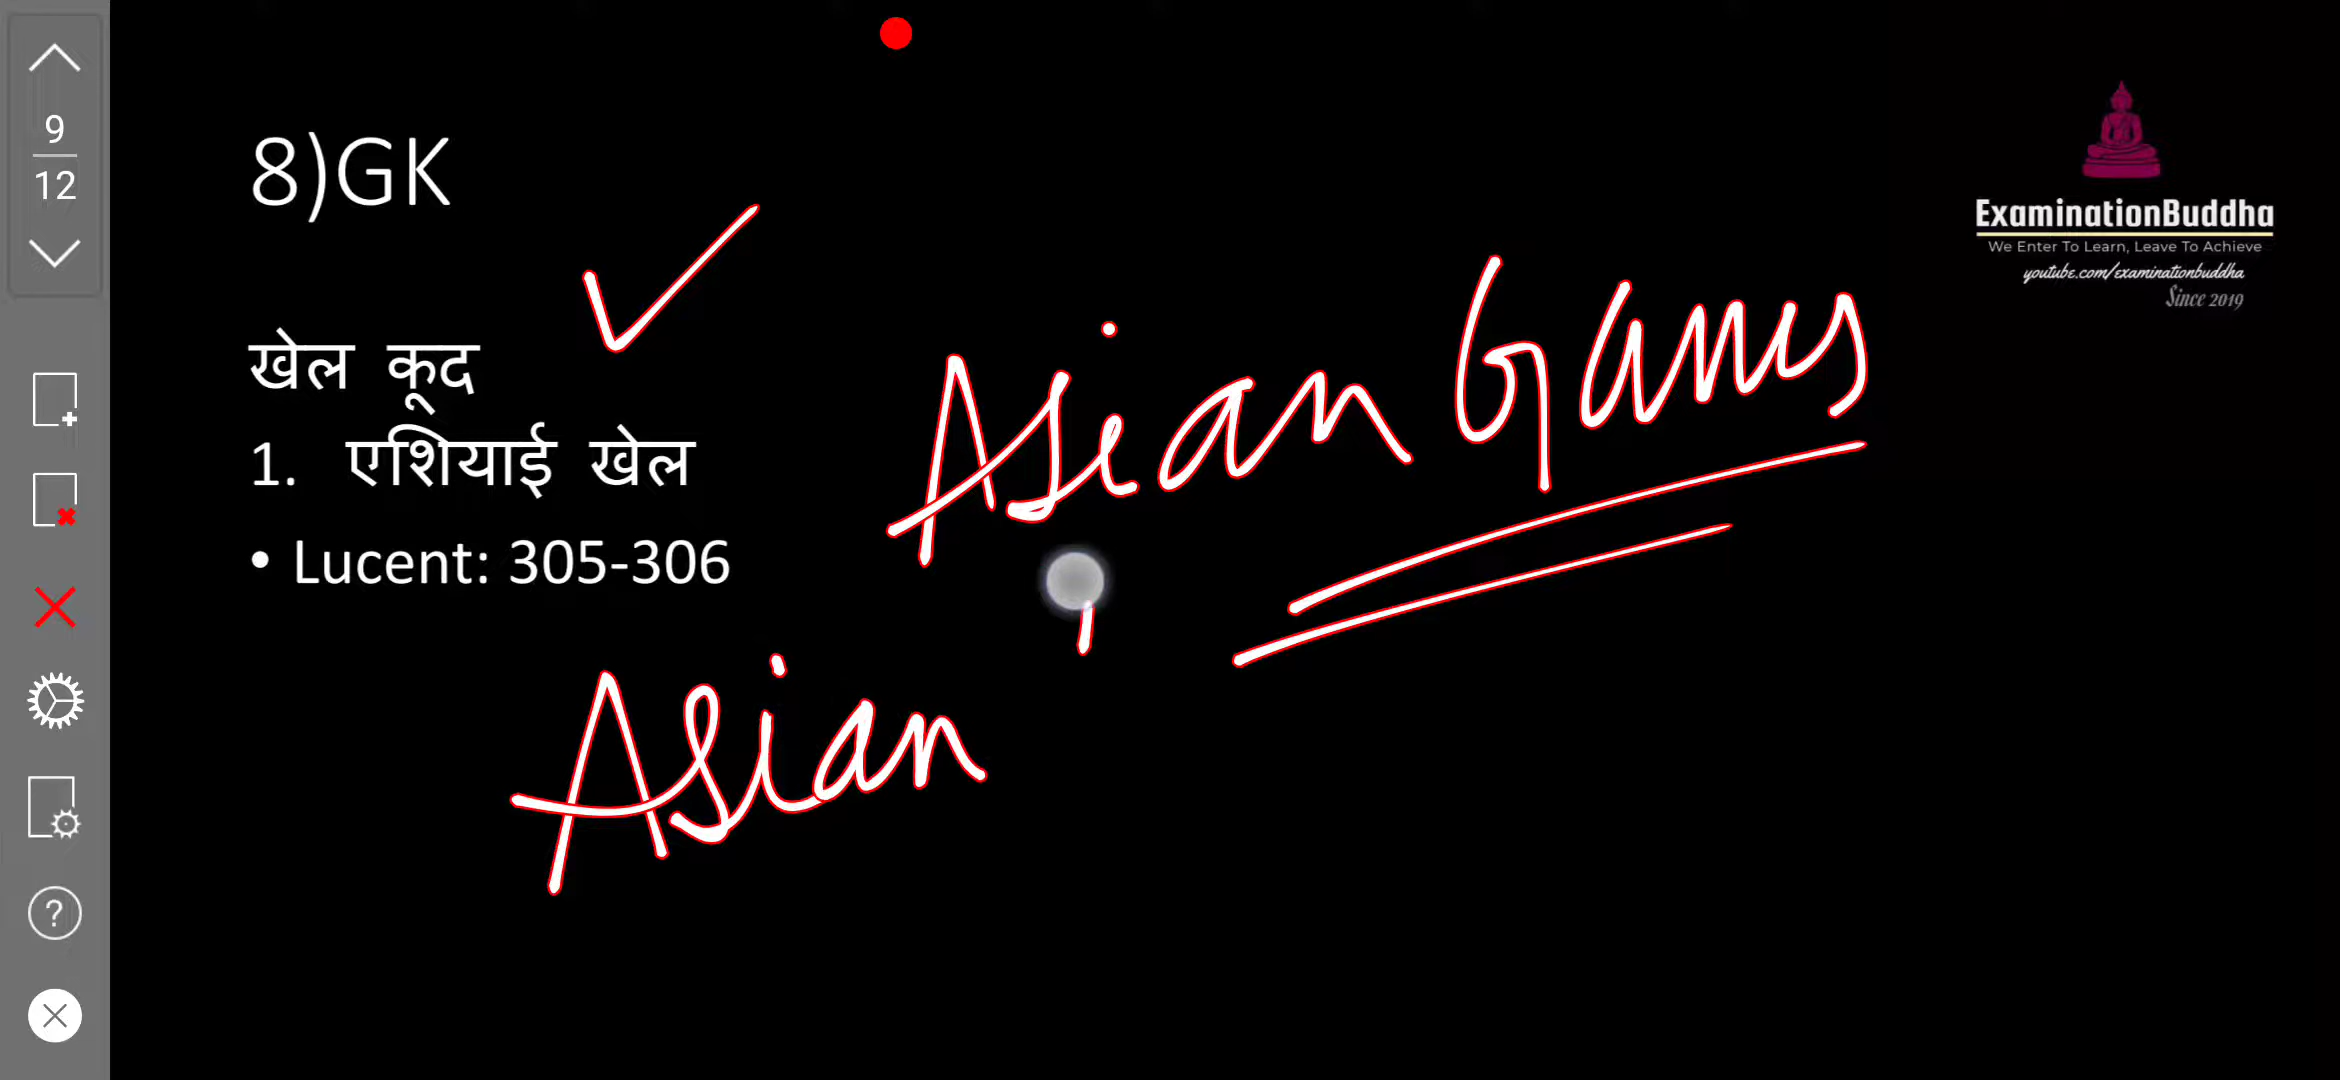 9
12
8)GK
ExaminationBuddha
We Enter To Learn, Leave To Achieve
youtube.com/examinationbuddha
Since 2019
खेल कूद
Asian Games
1. एशियाई खेल
• Lucent: 305-306
Asian
?